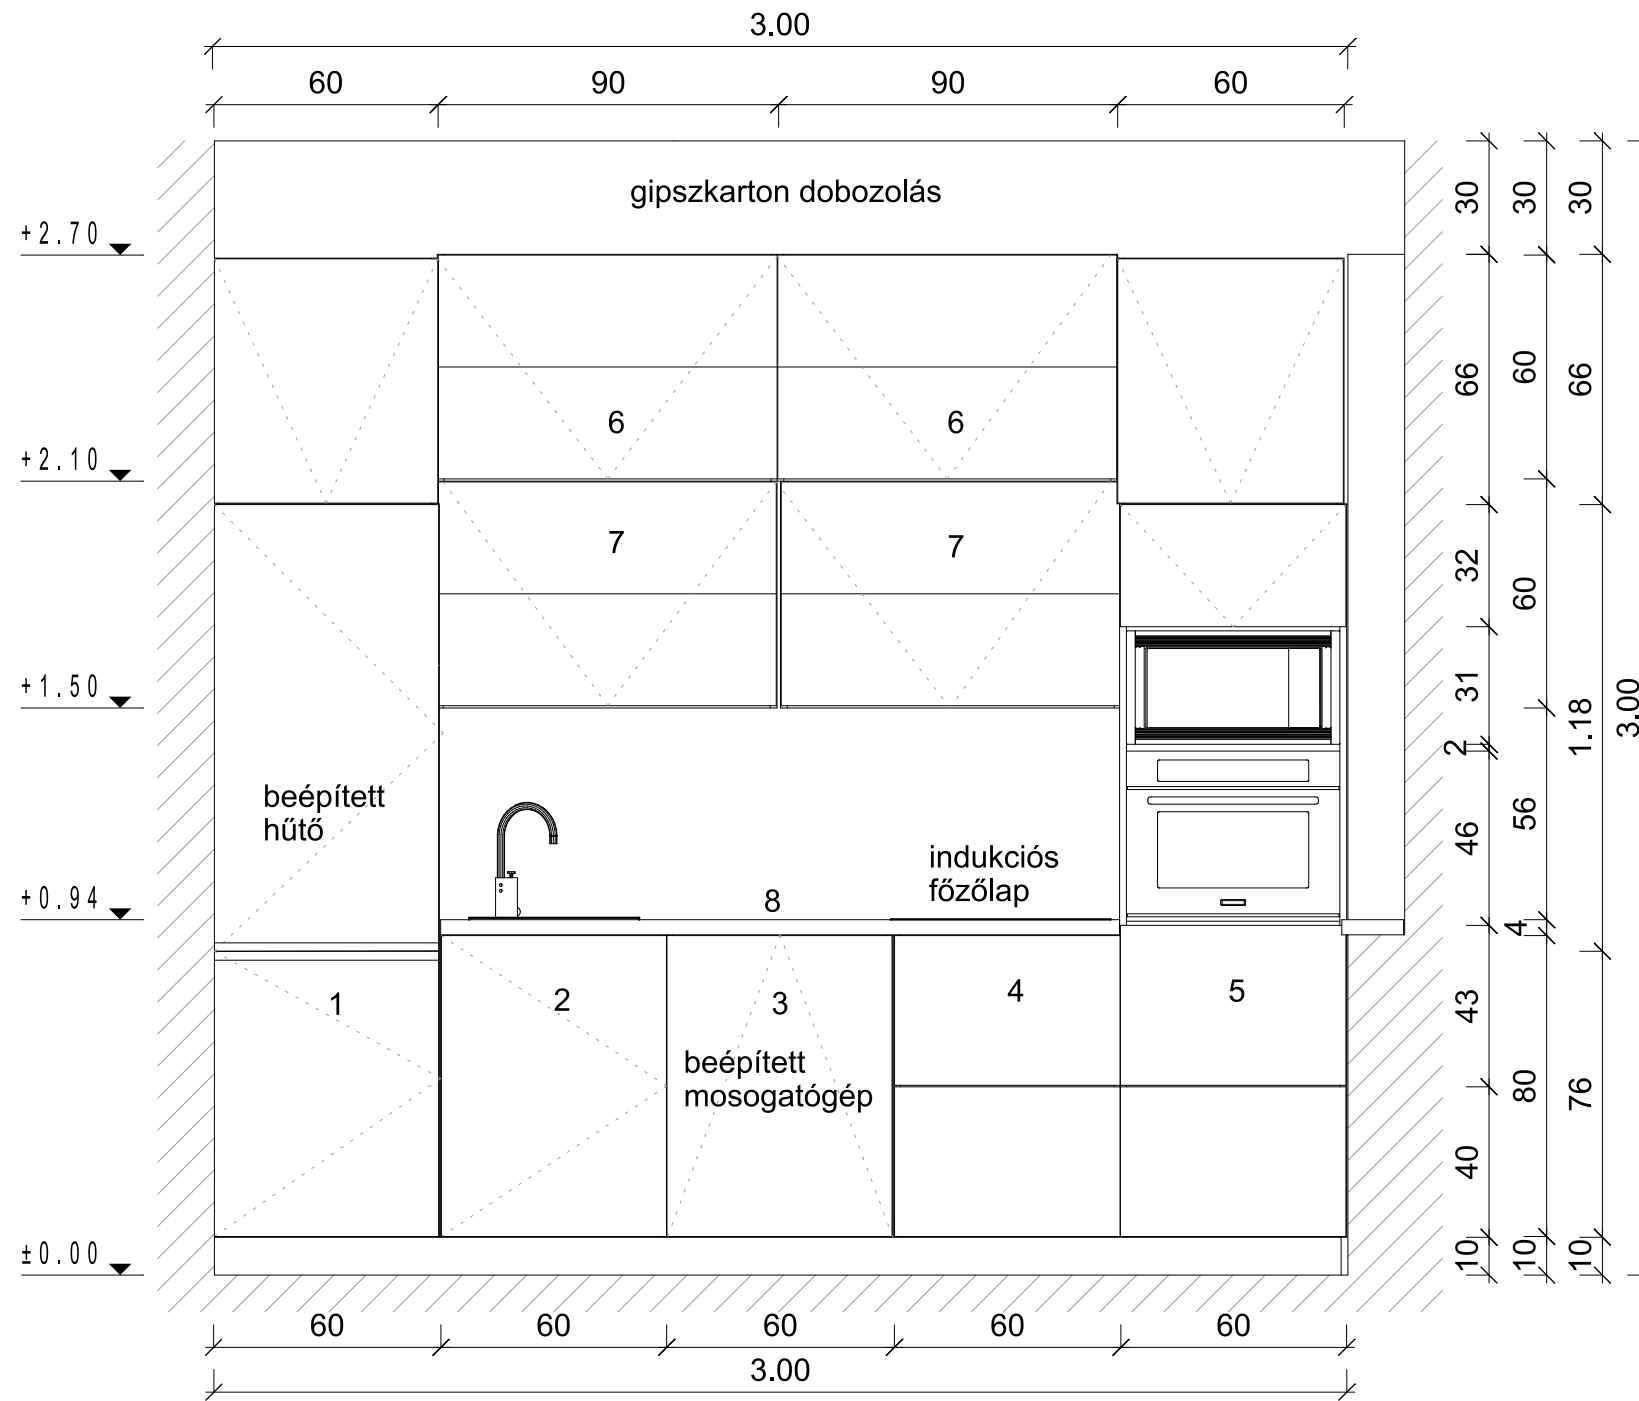 3.00
60 90 90 60
gipszkarton dobozolás
30 30 30
+2.70
66 60 66
+2.10
6 6
7 7
32 60
+1.50
31 1.18 3.00
2
beépített
hűtő
46 56
indukciós
főzőlap
+0.94
8
4
1 2 3 4 5
43
beépített
mosogatógép
80 76
40
±0.00
10 10 10
60 60 60 60 60
3.00